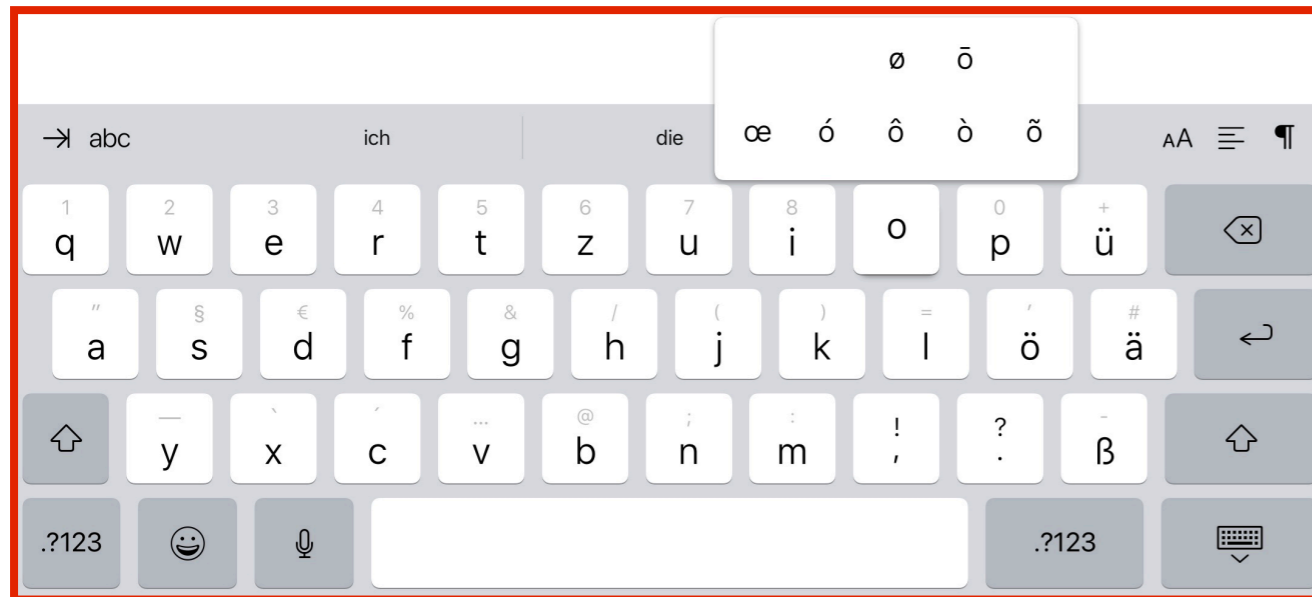 ø ō
œ ó ô ò õ
abc ich die AA ¶
1 2 3 4 5 6 7 8 0 +
q w e r t z u i o p ü
" § € % & / ( ) = ' #
a s d f g h j k l ö ä
— ` ´ ... @ ; : ! ? -
y x c v b n m , . ß
.?123 .?123